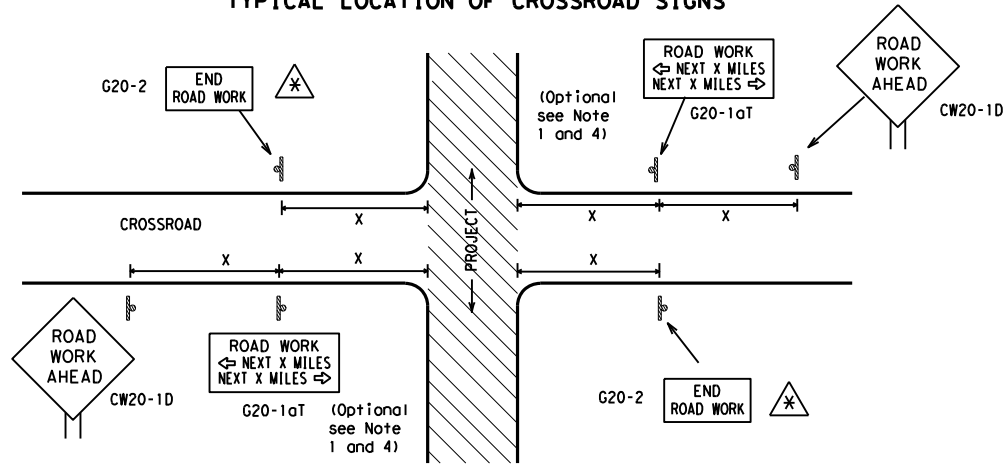 TYPICAL LOCATION OF CROSSROAD SIGNS
G20-2
END
ROAD WORK
*
(Optional
see Note
1 and 4)
ROAD WORK
⇦ NEXT X MILES
NEXT X MILES ⇨
G20-1aT
ROAD
WORK
AHEAD
CW20-1D
CROSSROAD
X
X
X
PROJECT
X
X
X
ROAD
WORK
AHEAD
CW20-1D
ROAD WORK
⇦ NEXT X MILES
NEXT X MILES ⇨
G20-1aT
(Optional
see Note
1 and 4)
G20-2
END
ROAD WORK
*